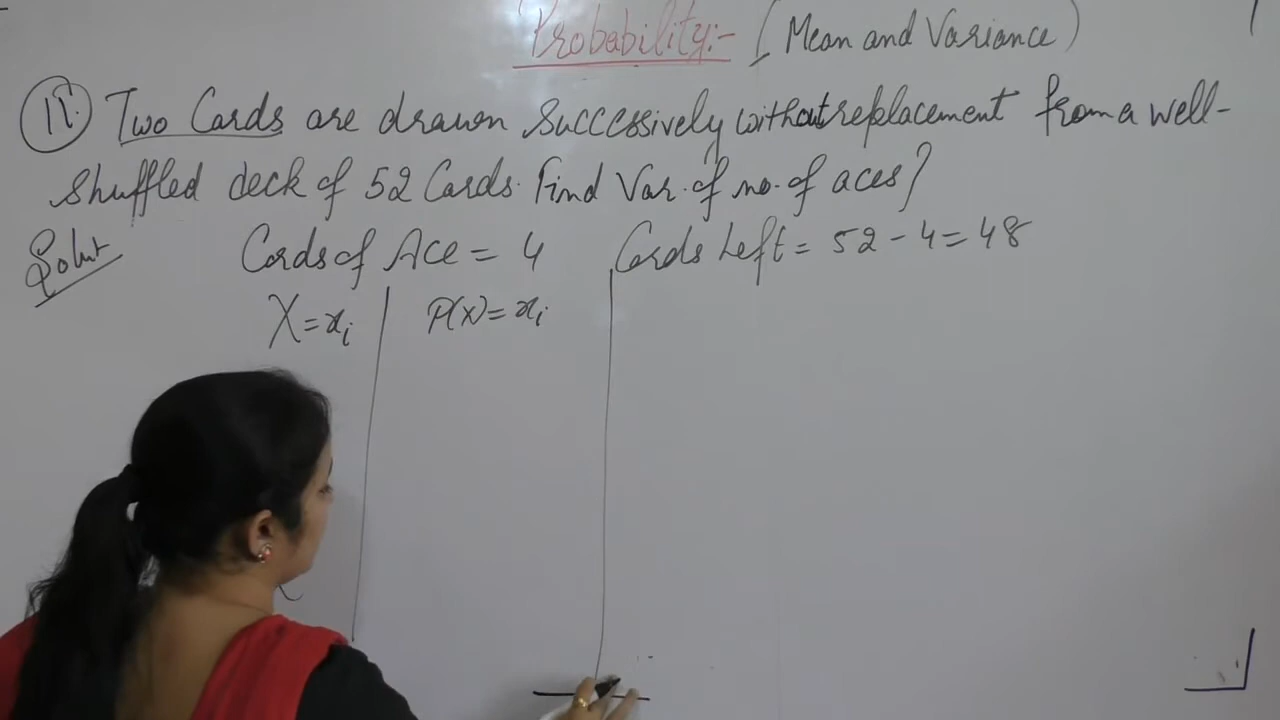 Probability:- (Mean and Variance)
11. Two Cards are drawn successively without replacement from a well-
shuffled deck of 52 Cards. Find Var. of no. of aces?
Solut Cards of Ace = 4 Cards Left = 52 - 4 = 48
X = xi P(X) = xi